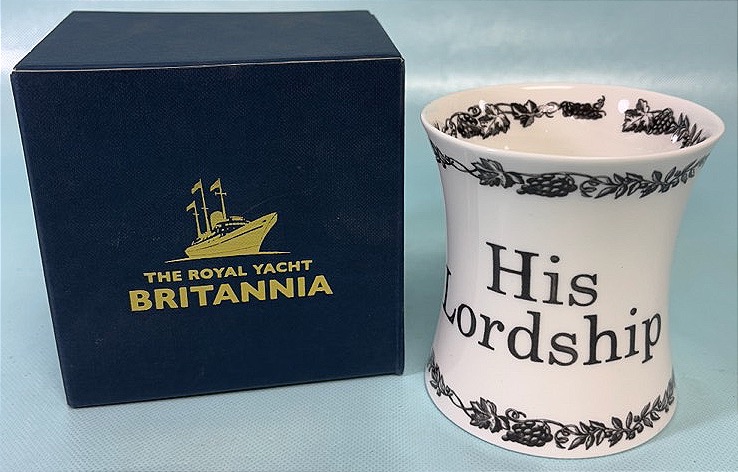 THE ROYAL YACHT
BRITANNIA
His
Lordship